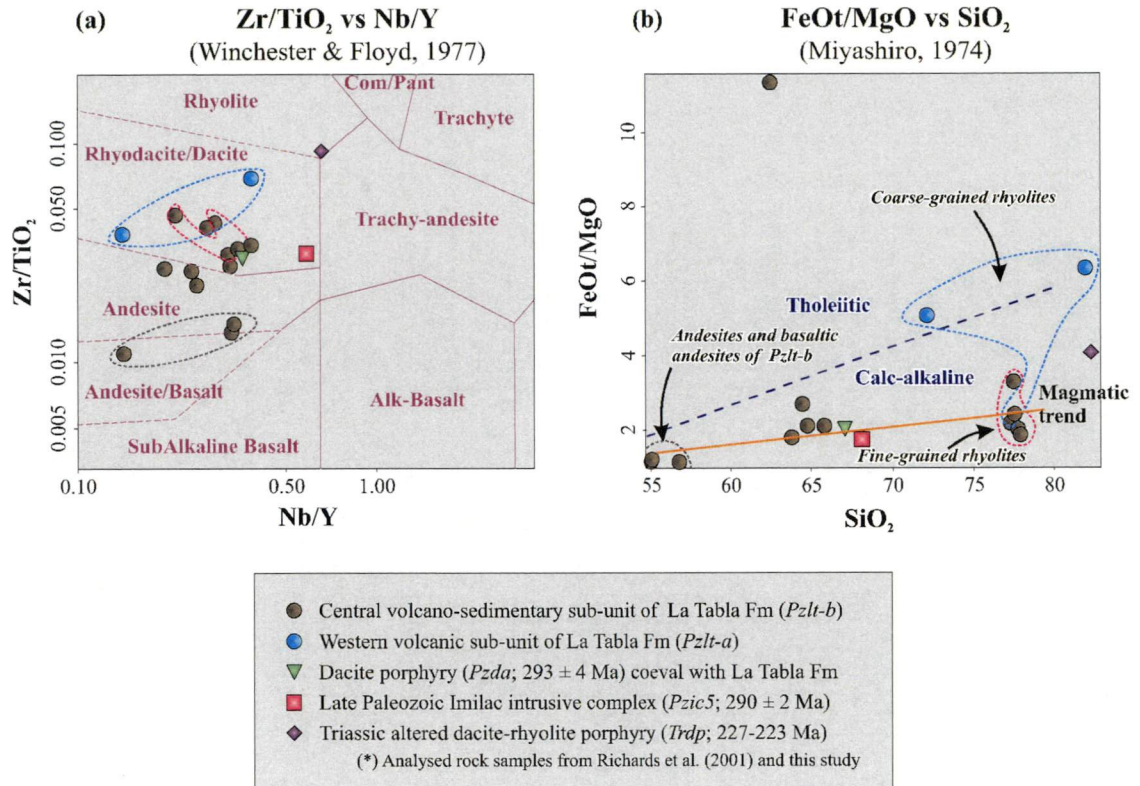 (a) Zr/TiO₂ vs Nb/Y
(Winchester & Floyd, 1977)
Com/Pant
Rhyolite
Trachyte
0.100
Rhyodacite/Dacite
0.050
Trachy-andesite
Zr/TiO₂
Andesite
0.010
Andesite/Basalt
Alk-Basalt
0.005
SubAlkaline Basalt
0.10 0.50 1.00
Nb/Y
(b) FeOt/MgO vs SiO₂
(Miyashiro, 1974)
10
8
Coarse-grained rhyolites
FeOt/MgO
6
Tholeiitic
Andesites and basaltic
andesites of Pzlt-b
4
Calc-alkaline
Magmatic
trend
2
Fine-grained rhyolites
55 60 65 70 75 80
SiO₂
Central volcano-sedimentary sub-unit of La Tabla Fm (Pzlt-b)
Western volcanic sub-unit of La Tabla Fm (Pzlt-a)
Dacite porphyry (Pzda; 293 ± 4 Ma) coeval with La Tabla Fm
Late Paleozoic Imilac intrusive complex (Pzic5; 290 ± 2 Ma)
Triassic altered dacite-rhyolite porphyry (Trdp; 227-223 Ma)
(*) Analysed rock samples from Richards et al. (2001) and this study